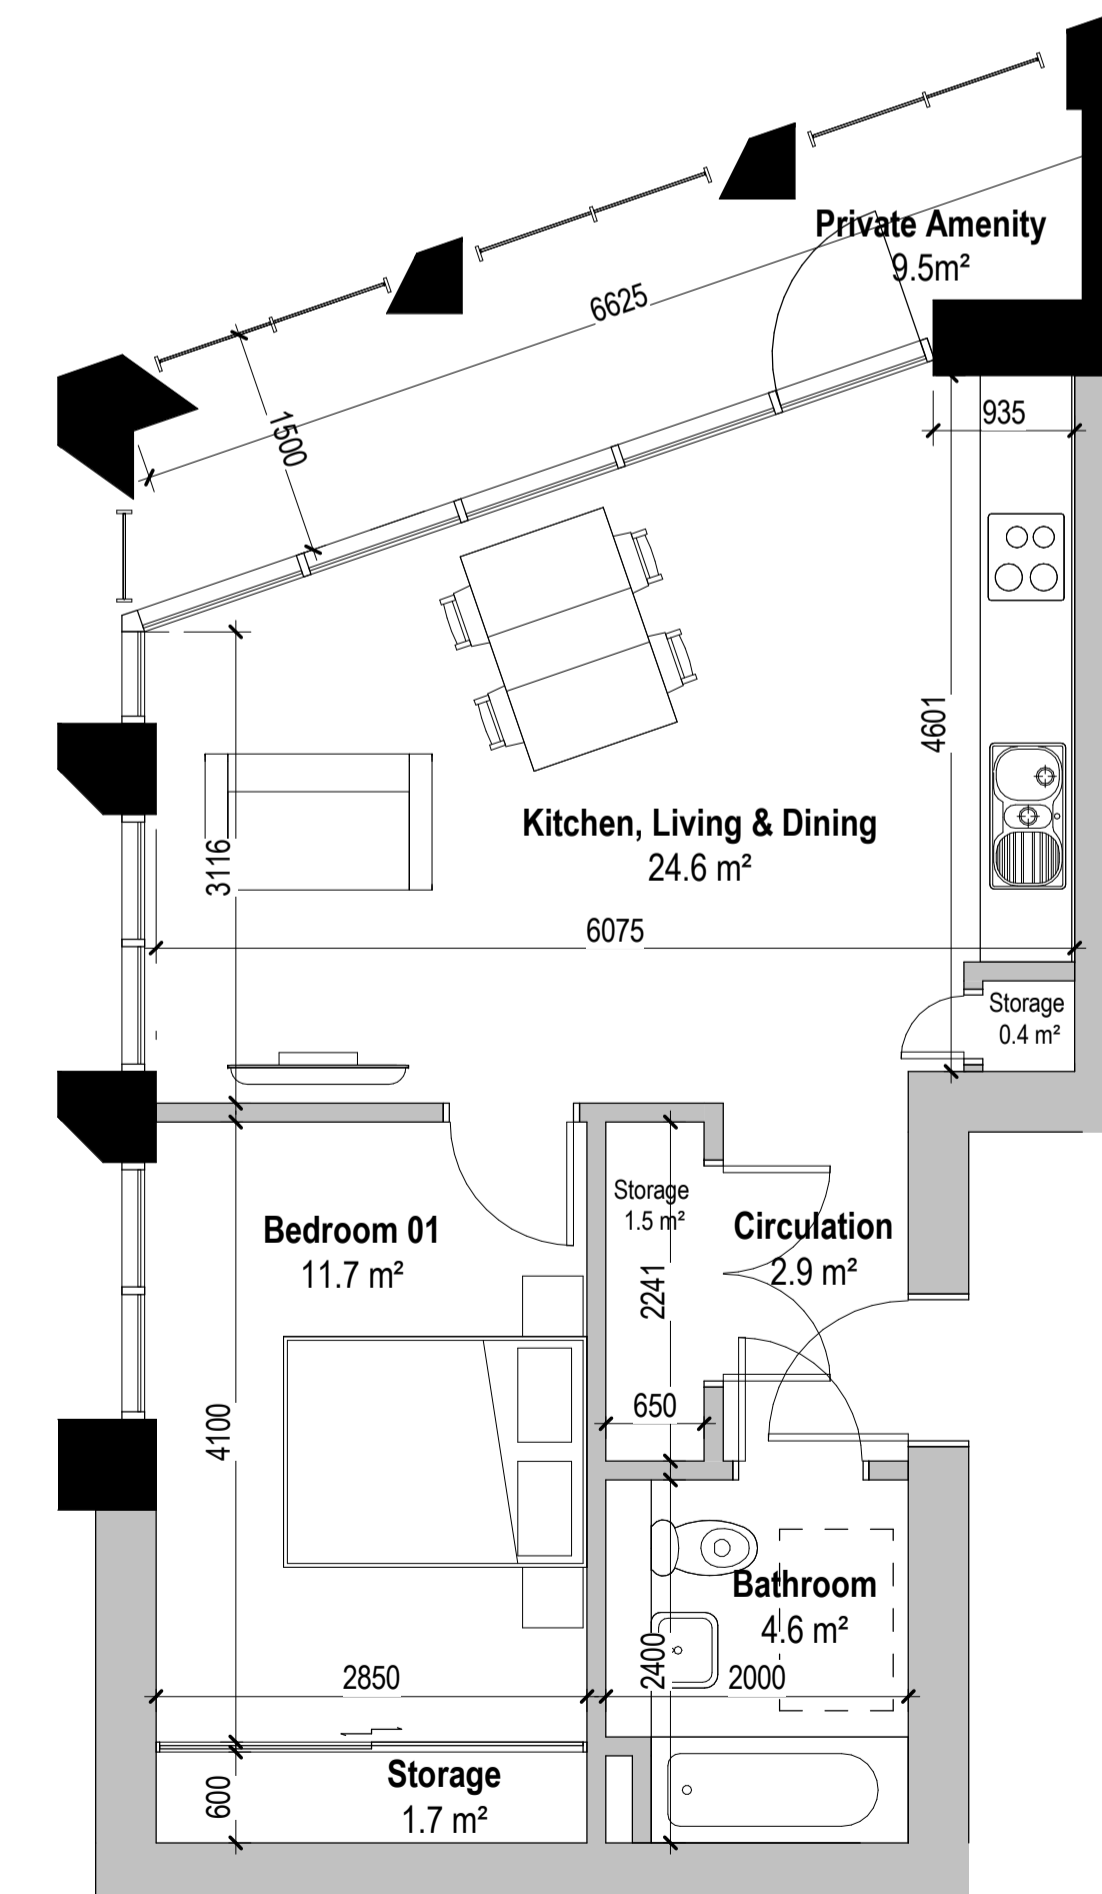 Private Amenity
9.5m²
6625
1500
935
4601
Kitchen, Living & Dining
24.6 m²
3116
6075
Storage
0.4 m²
Storage
1.5 m²
Bedroom 01
11.7 m²
Circulation
2.9 m²
2241
650
4100
Bathroom
4.6 m²
2400
2850
2000
Storage
1.7 m²
600